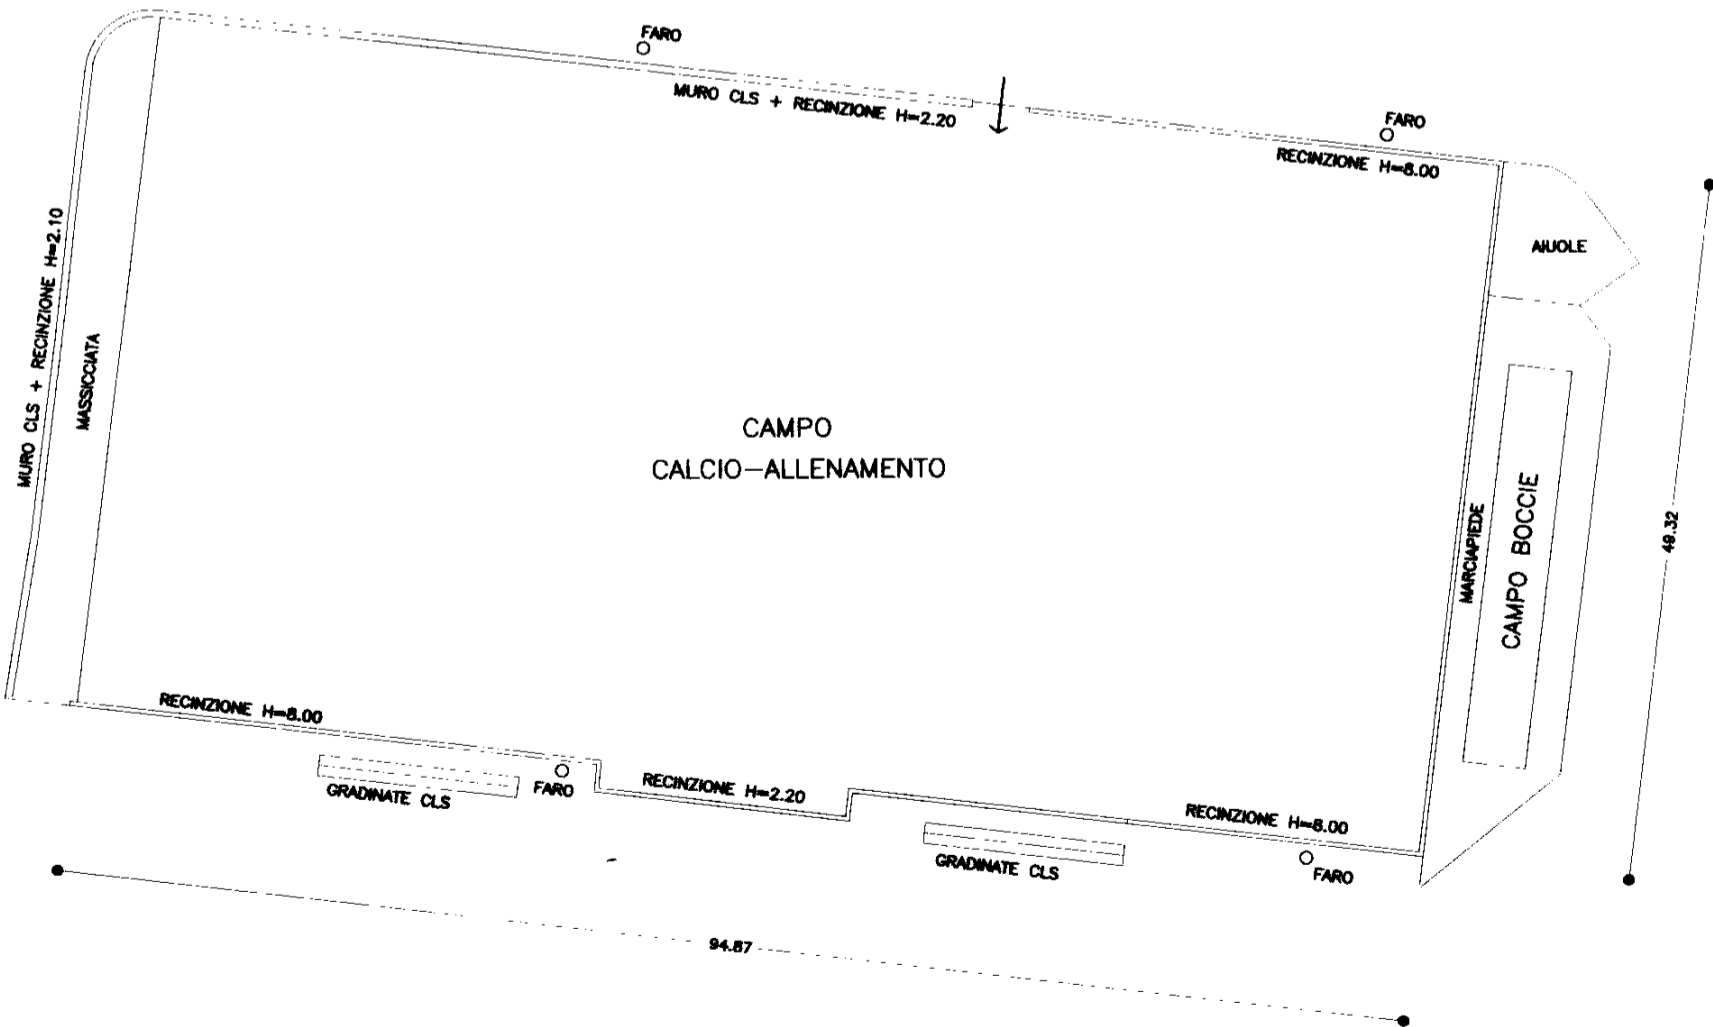 FARO
MURO CLS + RECINZIONE H=2.20
FARO
RECINZIONE H=8.00
AIUOLE
MURO CLS + RECINZIONE H=2.10
MASSICCIATA
CAMPO
CALCIO-ALLENAMENTO
MARCIAPIEDE
CAMPO BOCCIE
49.32
RECINZIONE H=8.00
GRADINATE CLS
FARO
RECINZIONE H=2.20
RECINZIONE H=8.00
GRADINATE CLS
FARO
94.87